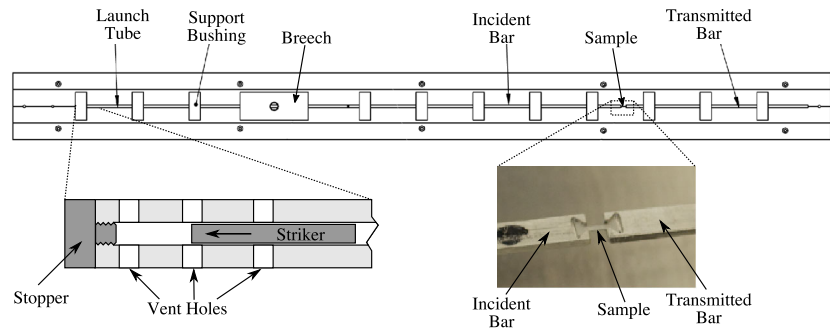 Launch
Tube
Support
Bushing
Breech
Incident
Bar
Sample
Transmitted
Bar
Striker
Stopper
Vent Holes
Incident
Bar
Sample
Transmitted
Bar